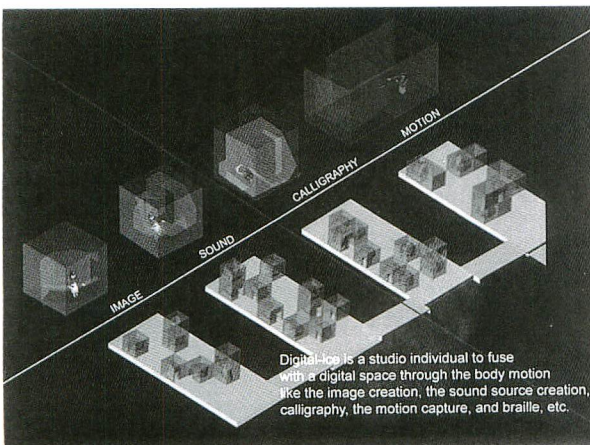 MOTION
CALLIGRAPHY
SOUND
IMAGE
Digital-Ice is a studio individual to fuse
with a digital space through the body motion
like the image creation, the sound source creation,
calligraphy, the motion capture, and braille, etc.